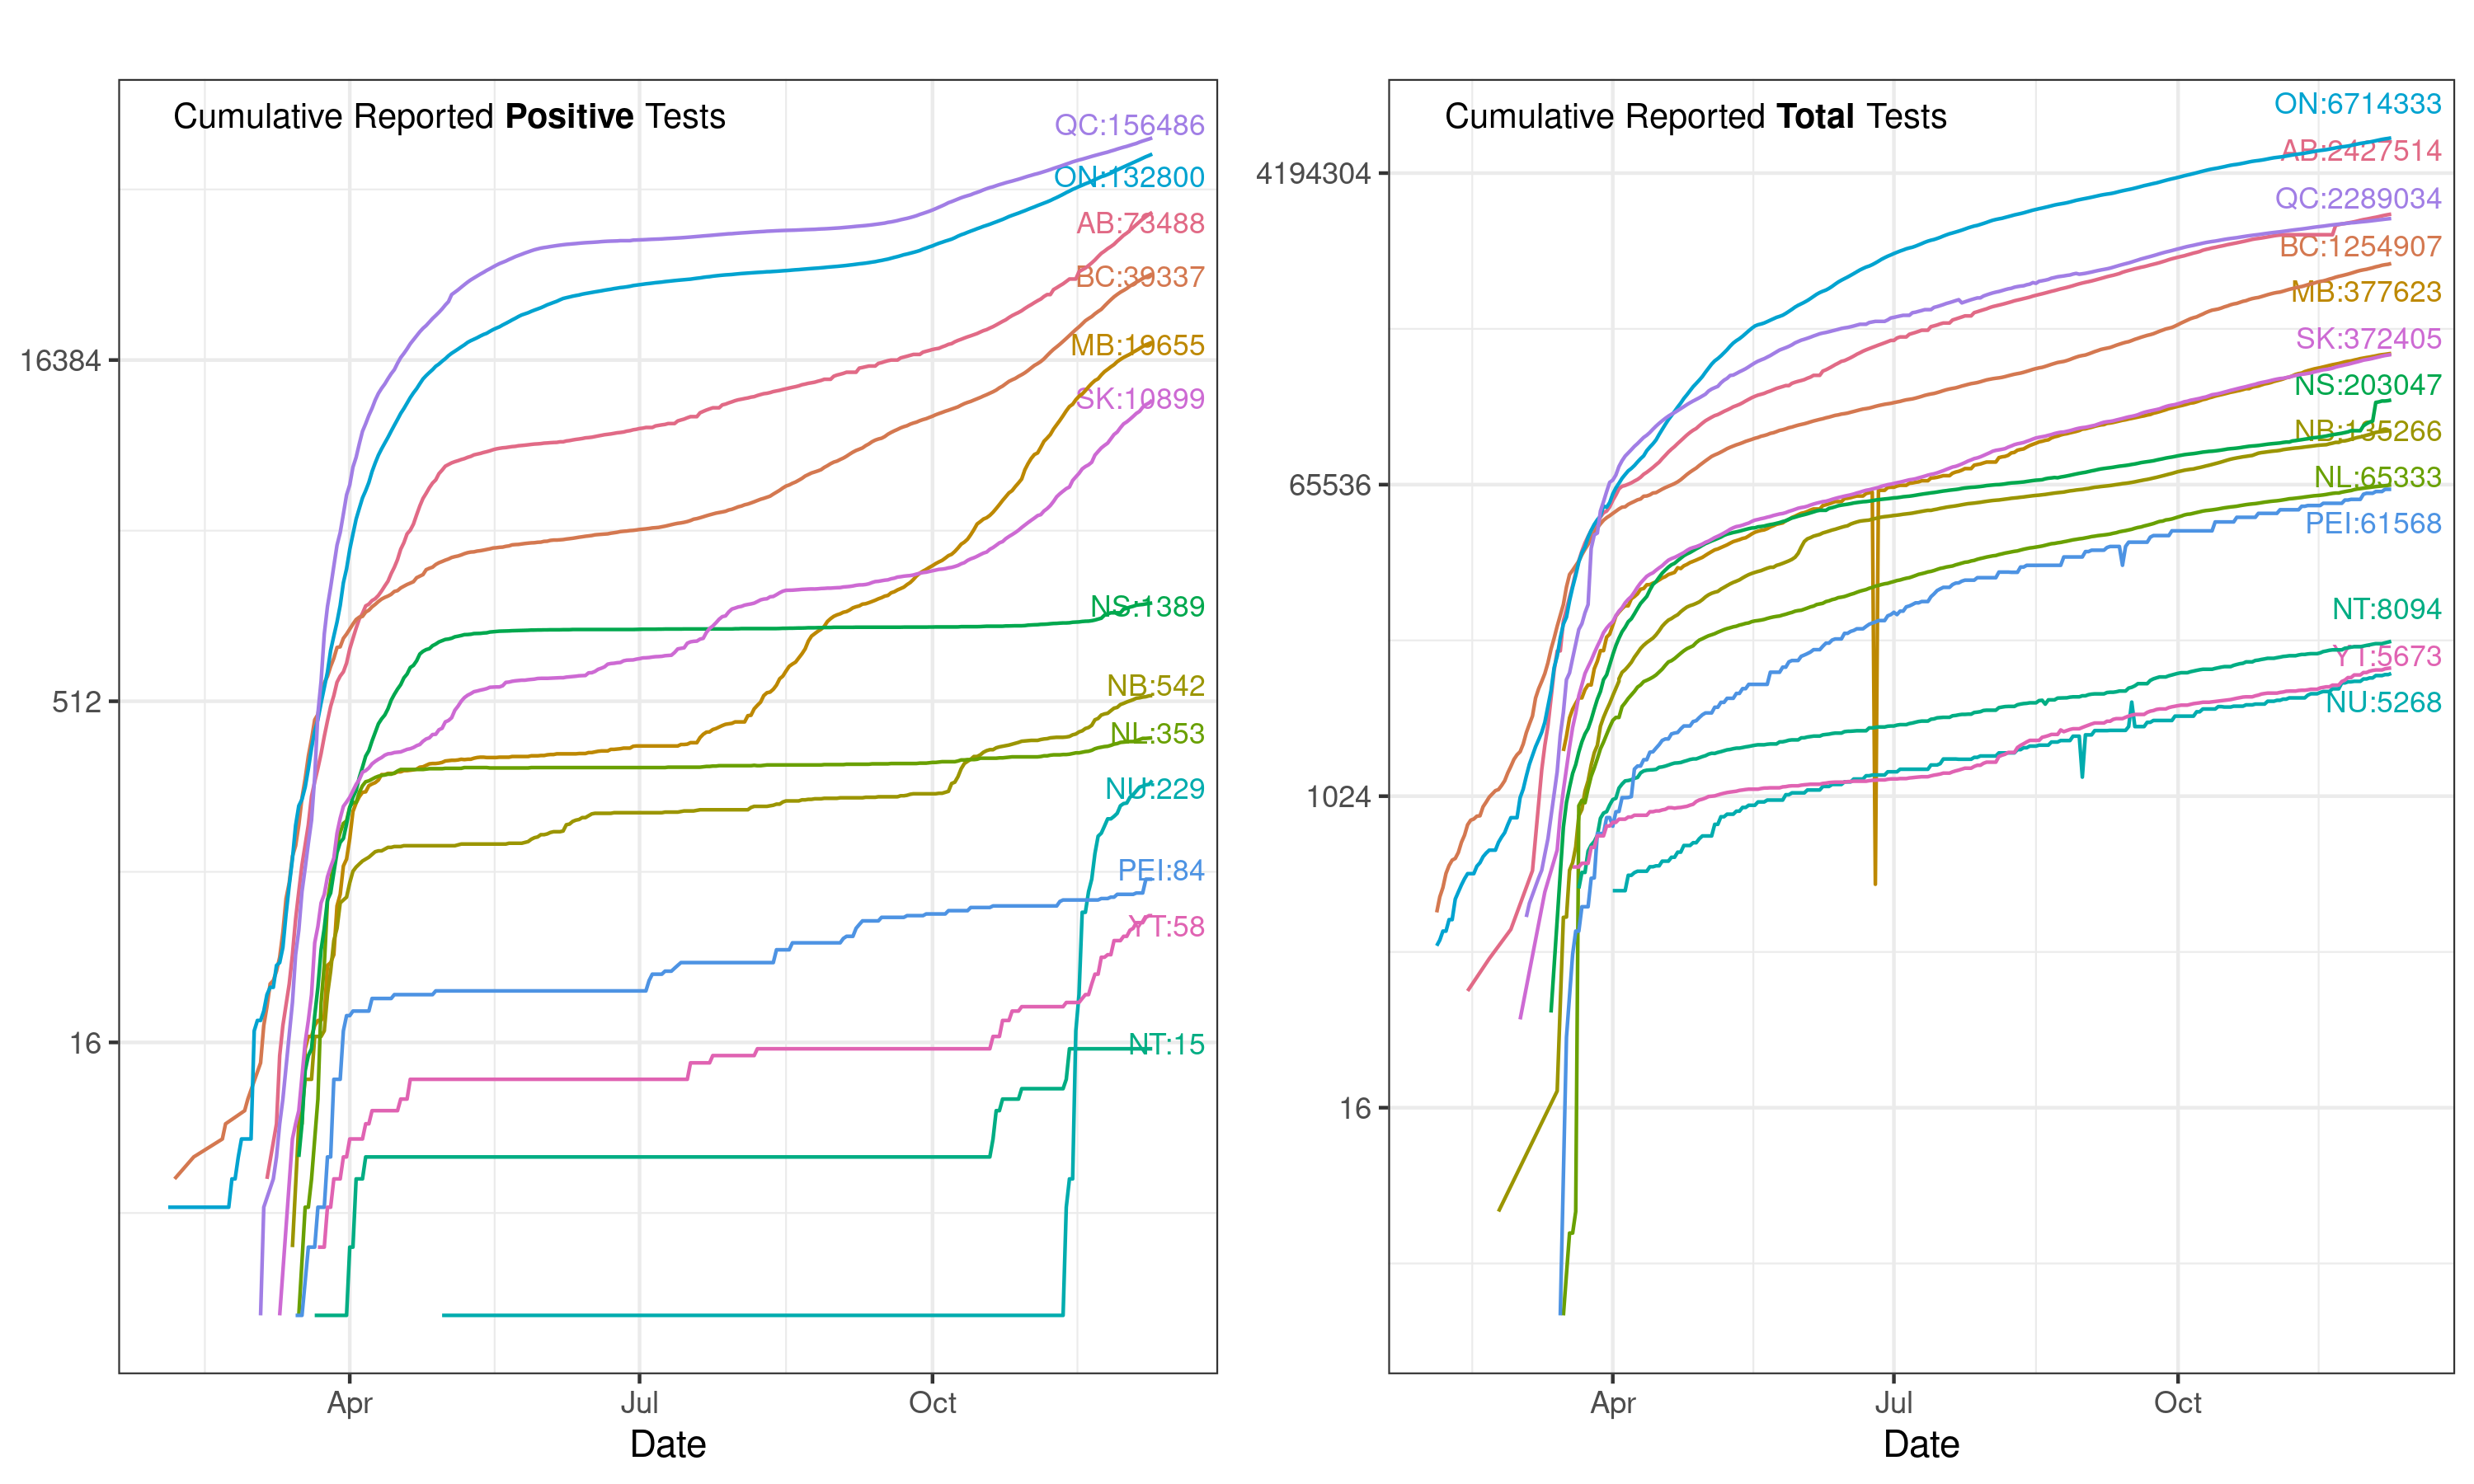 Cumulative Reported Positive Tests
QC:156486
ON:132800
AB:73488
BC:39337
MB:19655
SK:10899
NS:1389
NB:542
NL:353
NU:229
PEI:84
YT:58
NT:15
16384
512
16
Apr
Jul
Oct
Date
Cumulative Reported Total Tests
ON:6714333
AB:2427514
QC:2289034
BC:1254907
MB:377623
SK:372405
NS:203047
NB:135266
NL:65333
PEI:61568
NT:8094
YT:5673
NU:5268
4194304
65536
1024
16
Apr
Jul
Oct
Date